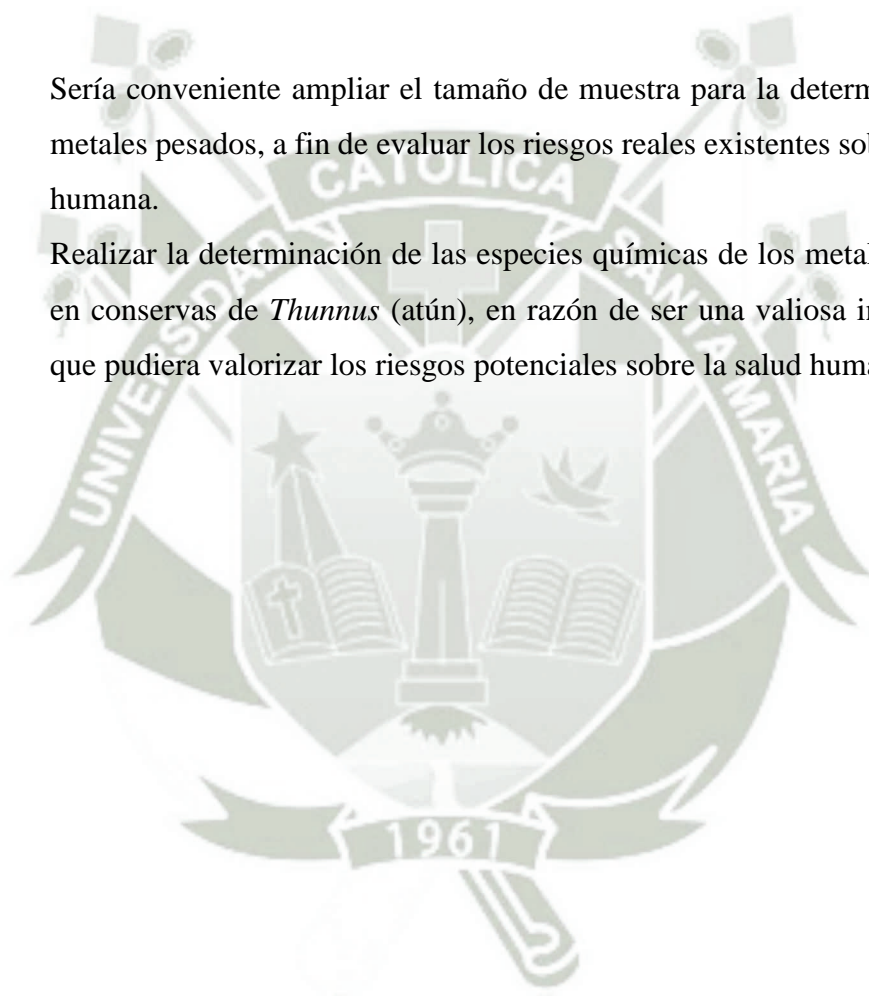 Sería conveniente ampliar el tamaño de muestra para la determ
metales pesados, a fin de evaluar los riesgos reales existentes so
humana.
Realizar la determinación de las especies químicas de los metal
en conservas de Thunnus (atún), en razón de ser una valiosa in
que pudiera valorizar los riesgos potenciales sobre la salud huma
UNIVERSIDAD CATOLICA SANTA MARIA
1961